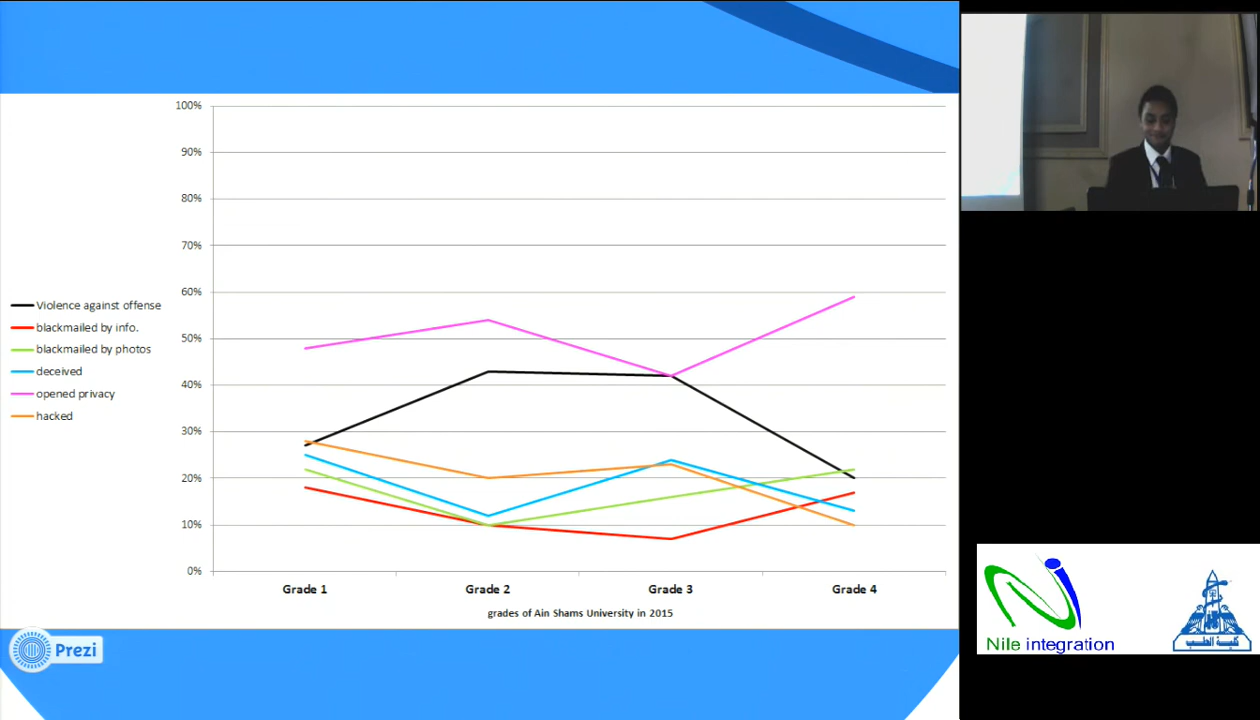 100%
90%
80%
70%
60%
50%
40%
30%
20%
10%
0%
Violence against offense
blackmailed by info.
blackmailed by photos
deceived
opened privacy
hacked
Grade 1 Grade 2 Grade 3 Grade 4
grades of Ain Shams University in 2015
Prezi
Nile integration
كلية الطب